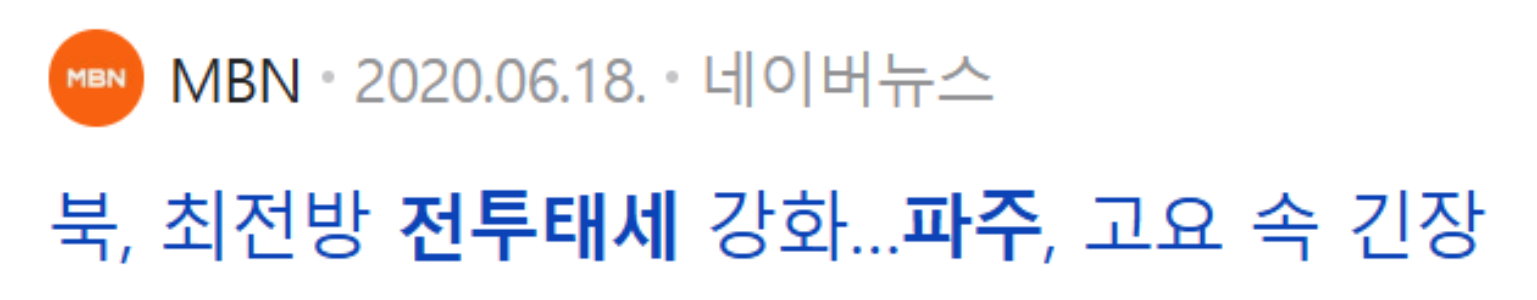 MBN MBN · 2020.06.18. · 네이버뉴스
북, 최전방 전투태세 강화...파주, 고요 속 긴장